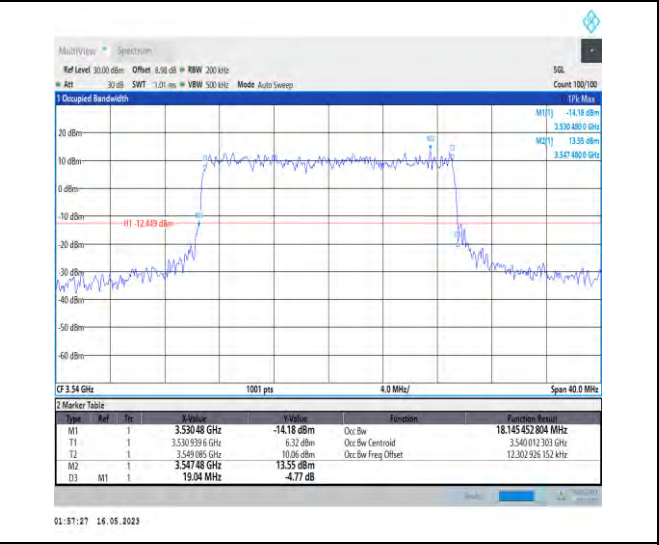 MultiView Spectrum
Ref Level 30.00 dBm Offset 8.98 dB RBW 200 kHz SGL
Att 30 dB SWT 1.01 ms VBW 500 kHz Mode Auto Sweep Count 100/100
1 Occupied Bandwidth 1Pk Max
M1[1] -14.18 dBm
3.530 480 0 GHz
M2[1] 13.55 dBm
3.547 480 0 GHz
20 dBm
M2
T1 T2
10 dBm
0 dBm
-10 dBm
M1
H1 -12.449 dBm
D3
-20 dBm
-30 dBm
-40 dBm
-50 dBm
-60 dBm
CF 3.54 GHz 1001 pts 4.0 MHz/ Span 40.0 MHz
2 Marker Table
Type Ref Trc X-Value Y-Value Function Function Result
M1 1 3.530 48 GHz -14.18 dBm Occ Bw 18.145 452 804 MHz
T1 1 3.530 939 6 GHz 6.32 dBm Occ Bw Centroid 3.540 012 303 GHz
T2 1 3.549 085 GHz 10.06 dBm Occ Bw Freq Offset 12.302 926 152 kHz
M2 1 3.547 48 GHz 13.55 dBm
D3 M1 1 19.04 MHz -4.77 dB
01:57:27 16.05.2023